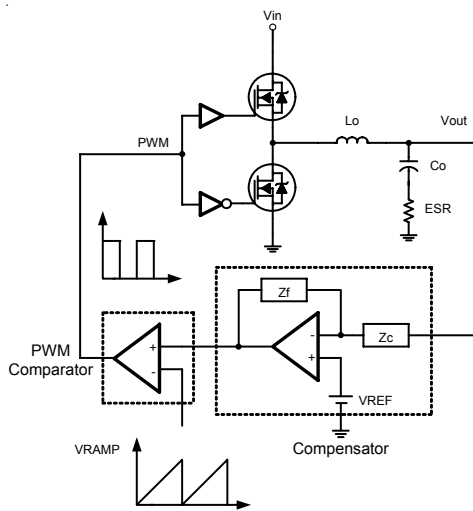 Vin
Lo
Vout
PWM
Co
ESR
Zf
PWM
Comparator
+
-
-
+
Zc
VREF
VRAMP
Compensator